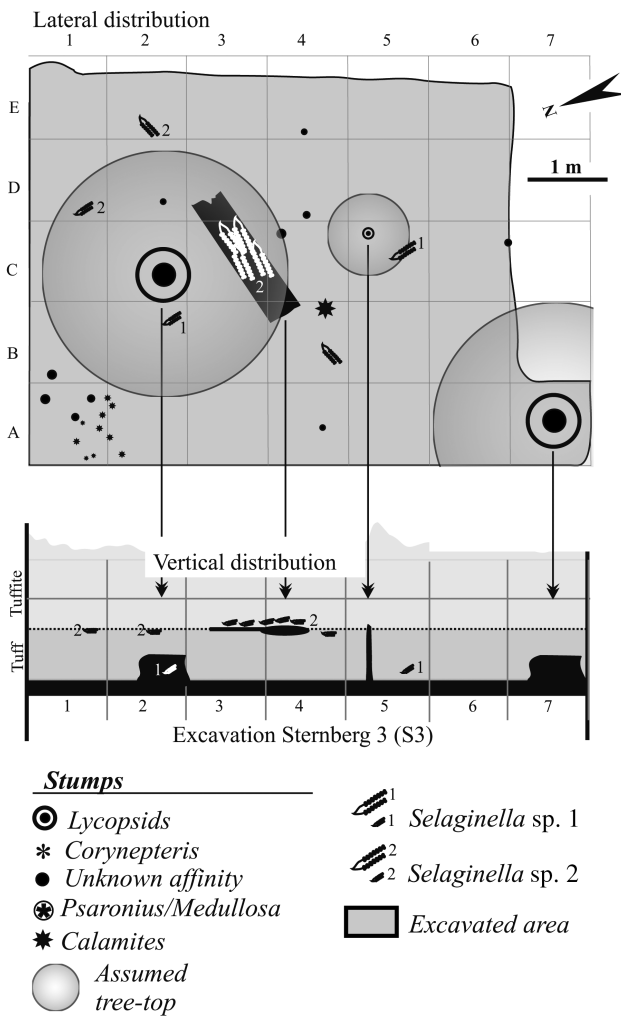 Lateral distribution
1 2 3 4 5 6 7
E
N
2
D
1 m
2
1
C
2
1
B
A
Vertical distribution
Tuffite
2 2 2
Tuff
1 1
1 2 3 4 5 6 7
Excavation Sternberg 3 (S3)
Stumps
Lycopsids
Corynepteris
Unknown affinity
Psaronius/Medullosa
Calamites
Assumed
tree-top
1
1 Selaginella sp. 1
2
2 Selaginella sp. 2
Excavated area